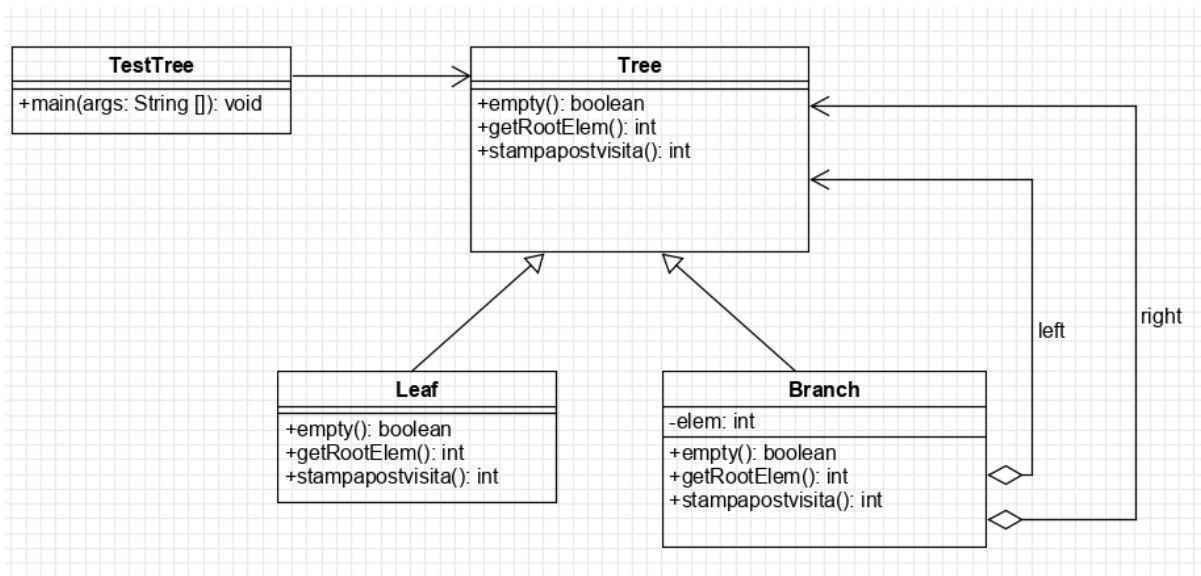 TestTree
+main(args: String []): void
Tree
+empty(): boolean
+getRootElem(): int
+stampapostvisita(): int
left
right
Leaf
+empty(): boolean
+getRootElem(): int
+stampapostvisita(): int
Branch
-elem: int
+empty(): boolean
+getRootElem(): int
+stampapostvisita(): int